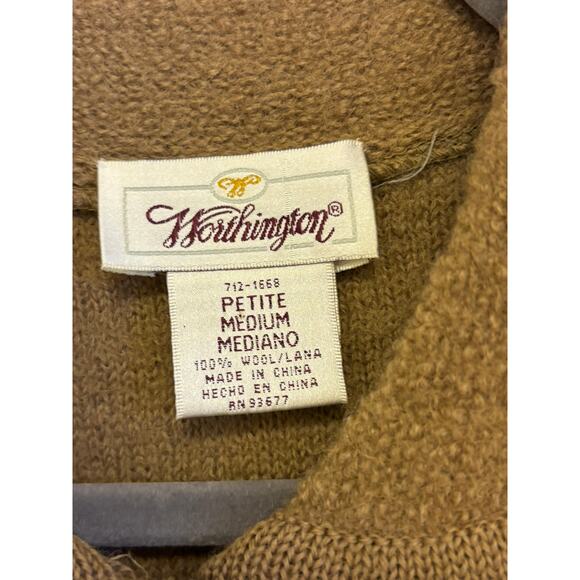 W
Worthington®
712-1668
PETITE
MEDIUM
MEDIANO
100% WOOL/LANA
MADE IN CHINA
HECHO EN CHINA
RN 93677